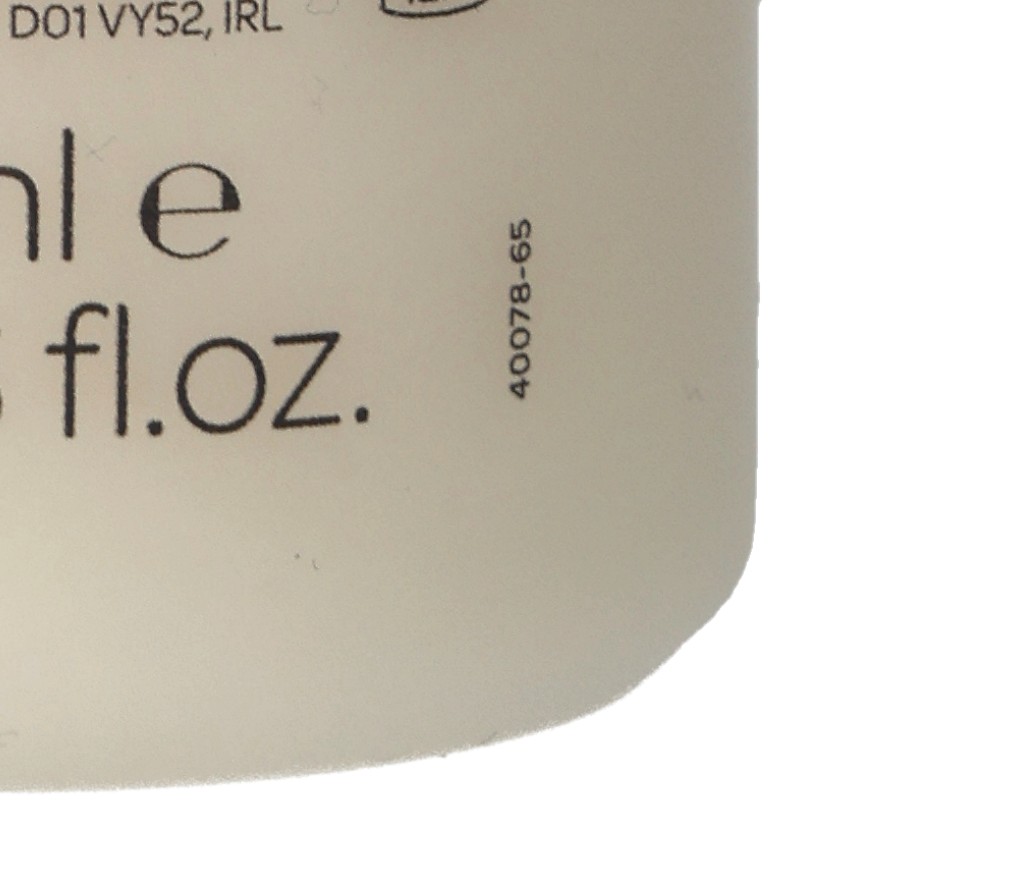 D01 VY52, IRL
ml e
fl.oz.
40078-65